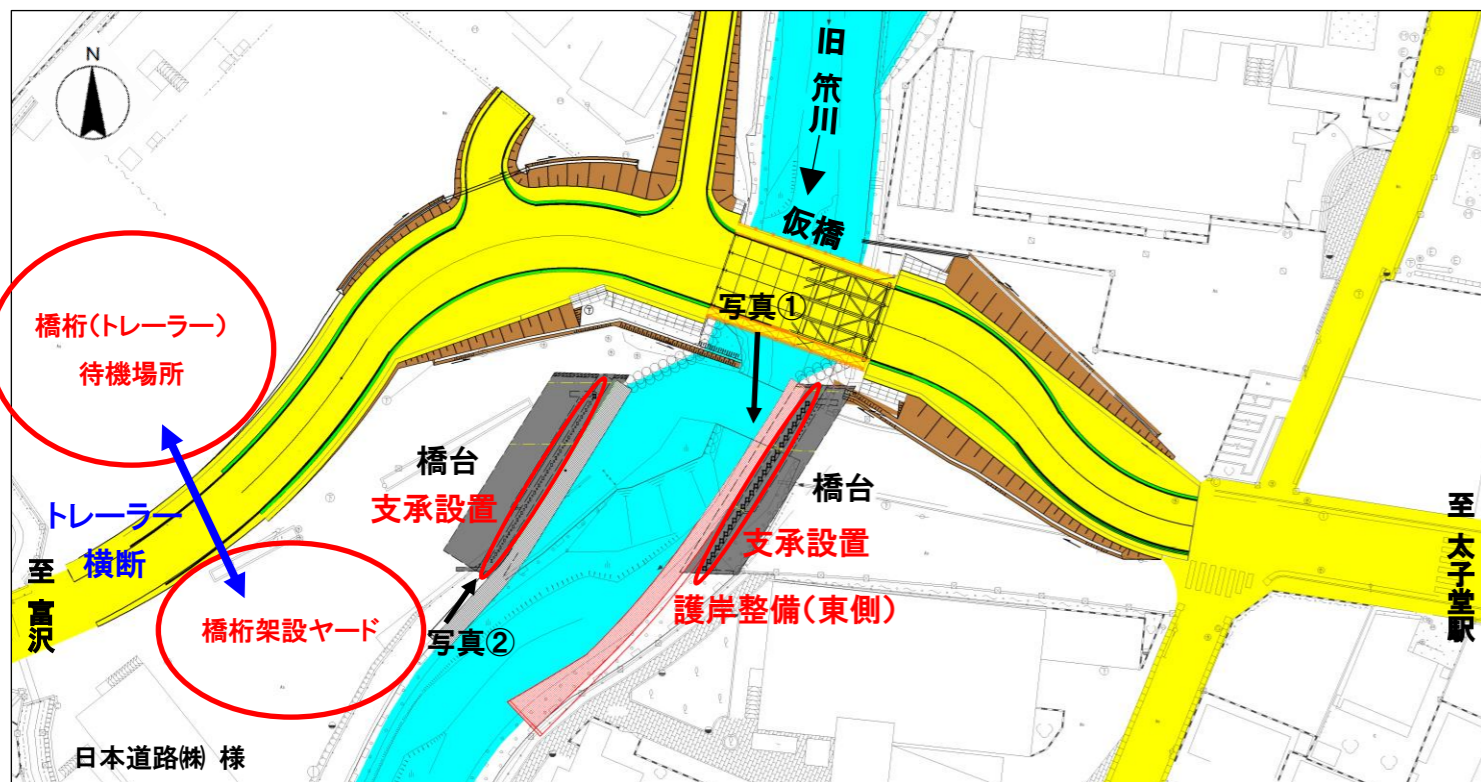 N
旧 笊川
仮橋
写真①
橋桁(トレーラー)
待機場所
橋台
支承設置
橋台
支承設置
護岸整備(東側)
トレーラー
横断
至 富沢
橋桁架設ヤード
写真②
至 太子堂駅
日本道路㈱ 様